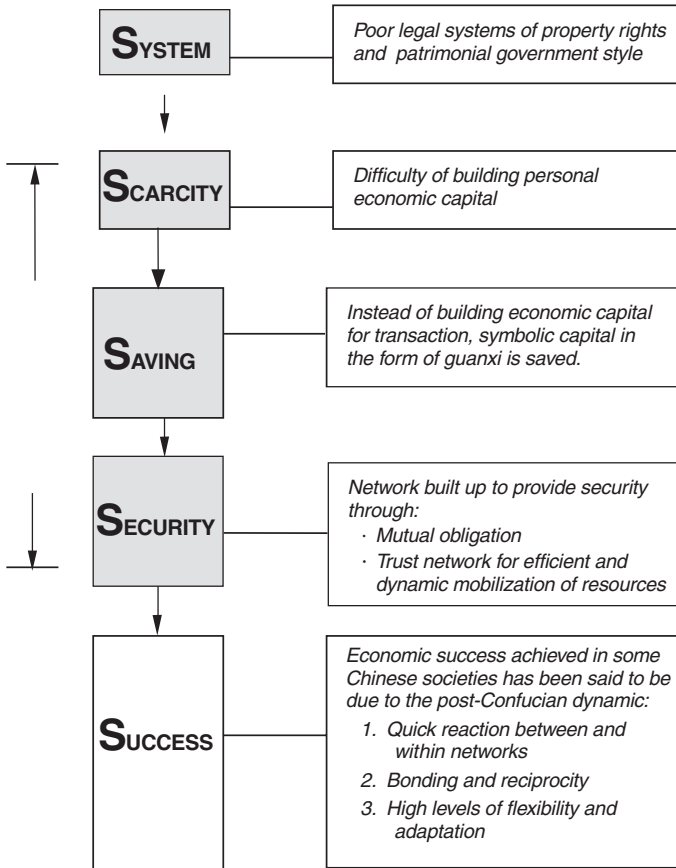 SYSTEM
Poor legal systems of property rights
and patrimonial government style
SCARCITY
Difficulty of building personal
economic capital
SAVING
Instead of building economic capital
for transaction, symbolic capital in
the form of guanxi is saved.
SECURITY
Network built up to provide security
through:
· Mutual obligation
· Trust network for efficient and
dynamic mobilization of resources
SUCCESS
Economic success achieved in some
Chinese societies has been said to be
due to the post-Confucian dynamic:
1. Quick reaction between and
within networks
2. Bonding and reciprocity
3. High levels of flexibility and
adaptation